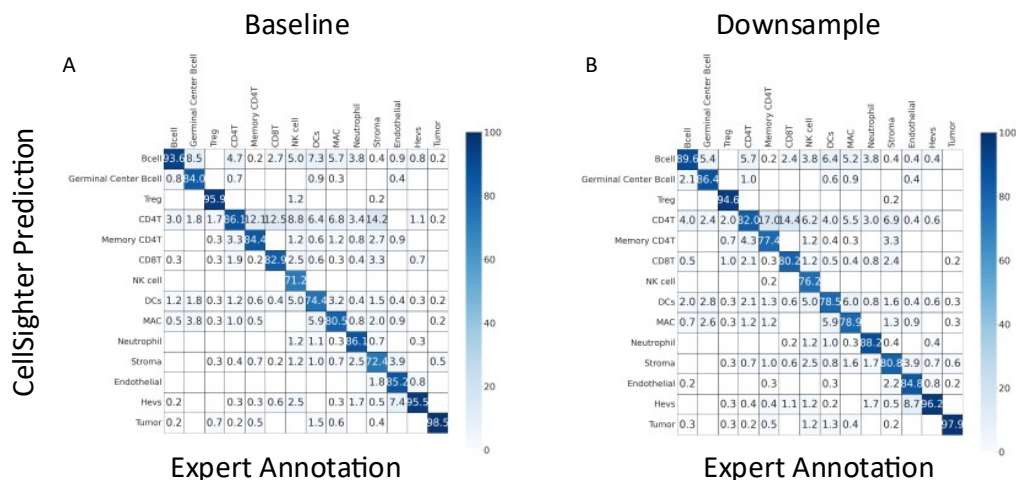 Baseline
Downsample
A
B
Bcell
Germinal Center Bcell
Treg
CD4T
Memory CD4T
CD8T
NK cell
DCs
MAC
Neutrophil
Stroma
Endothelial
Hevs
Tumor
Bcell
Germinal Center Bcell
Treg
CD4T
Memory CD4T
CD8T
NK cell
DCs
MAC
Neutrophil
Stroma
Endothelial
Hevs
Tumor
CellSighter Prediction
Bcell 93.6 8.5 4.7 0.2 2.7 5.0 7.3 5.7 3.8 0.4 0.9 0.8 0.2
Germinal Center Bcell 0.8 84.0 0.7 0.9 0.3 0.4
Treg 95.9 1.2 0.2
CD4T 3.0 1.8 1.7 86.1 12.1 12.5 8.8 6.4 6.8 3.4 14.2 1.1 0.2
Memory CD4T 0.3 3.3 84.4 1.2 0.6 1.2 0.8 2.7 0.9
CD8T 0.3 0.3 1.9 0.2 82.9 2.5 0.6 0.3 0.4 3.3 0.7
NK cell 71.2
DCs 1.2 1.8 0.3 1.2 0.6 0.4 5.0 74.4 3.2 0.4 1.5 0.4 0.3 0.2
MAC 0.5 3.8 0.3 1.0 0.5 5.9 80.5 0.8 2.0 0.9 0.2
Neutrophil 1.2 1.1 0.3 86.1 0.7
Stroma 0.3 0.4 0.7 0.2 1.2 1.0 0.7 2.5 72.4 3.9 0.5
Endothelial 1.8 85.2 0.8
Hevs 0.2 0.3 0.3 0.6 2.5 0.3 1.7 0.5 7.4 95.5
Tumor 0.2 0.7 0.2 0.5 1.5 0.6 0.4 98.5
100
80
60
40
20
0
Expert Annotation
Bcell 89.6 5.4 5.7 0.2 2.4 3.8 6.4 5.2 3.8 0.4 0.4 0.4
Germinal Center Bcell 2.1 86.4 1.0 0.6 0.9 0.4
Treg 94.6 0.2
CD4T 4.0 2.4 2.0 82.0 17.0 14.4 6.2 4.0 5.5 3.0 6.9 0.4 0.6
Memory CD4T 0.7 4.3 77.4 1.2 0.4 0.3 3.3
CD8T 0.5 1.0 2.1 0.3 80.2 1.2 0.5 0.4 0.8 2.4 0.2
NK cell 0.2 76.2
DCs 2.0 2.8 0.3 2.1 1.3 0.6 5.0 78.5 6.0 0.8 1.6 0.4 0.6 0.3
MAC 0.7 2.6 0.3 1.2 1.2 5.9 78.9 1.3 0.9 0.3
Neutrophil 0.2 1.2 1.0 0.3 88.2 0.4 0.4
Stroma 0.3 0.7 1.0 0.6 2.5 0.8 1.6 1.7 80.8 3.9 0.7 0.6
Endothelial 0.2 0.3 0.3 2.2 84.8 0.8 0.2
Hevs 0.3 0.4 0.4 1.1 1.2 0.2 1.7 0.5 8.7 96.2
Tumor 0.3 0.3 0.2 0.5 1.2 1.3 0.4 0.2 97.9
100
80
60
40
20
0
Expert Annotation